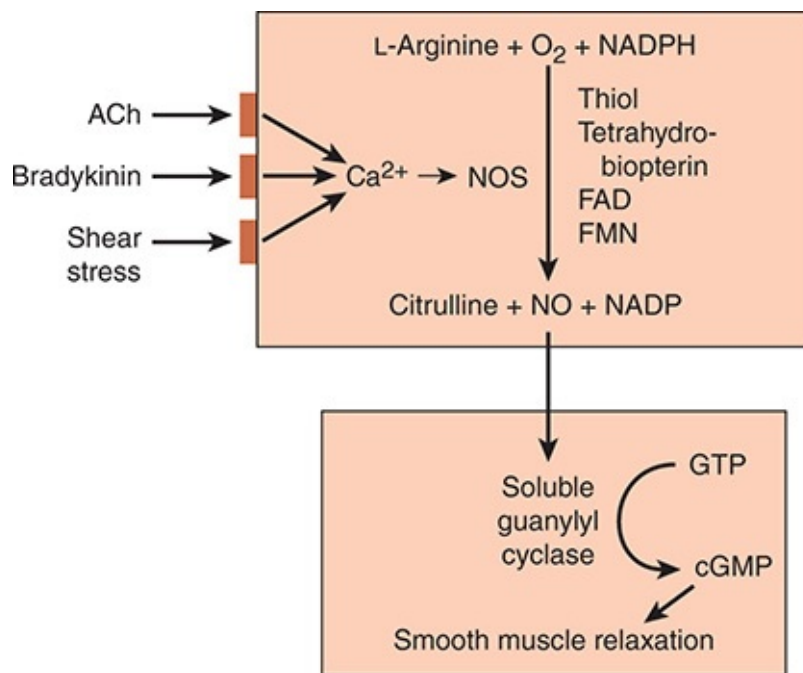 L-Arginine + O₂ + NADPH
ACh
Bradykinin
Shear
stress
Ca²⁺ → NOS
Thiol
Tetrahydro-
biopterin
FAD
FMN
Citrulline + NO + NADP
Soluble
guanylyl
cyclase
GTP
cGMP
Smooth muscle relaxation